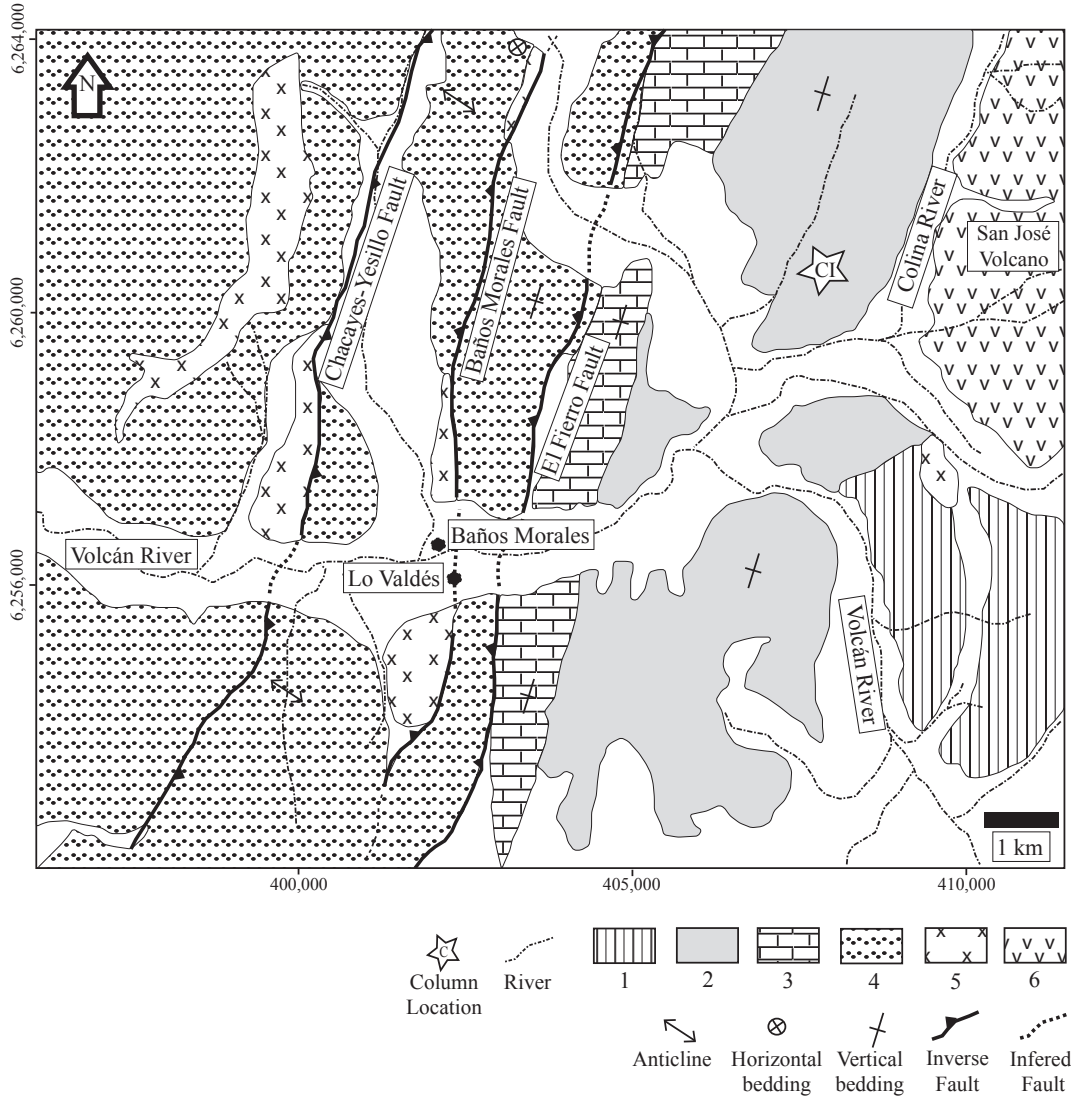 6,264,000
N
Chacayes-Yesillo Fault
Baños Morales Fault
Colina River
San José
Volcano
CI
6,260,000
El Fierro Fault
Baños Morales
Volcán River
Lo Valdés
6,256,000
Volcán River
1 km
400,000
405,000
410,000
C
Column
Location
River
1
2
3
4
5
6
Anticline
Horizontal
bedding
Vertical
bedding
Inverse
Fault
Infered
Fault